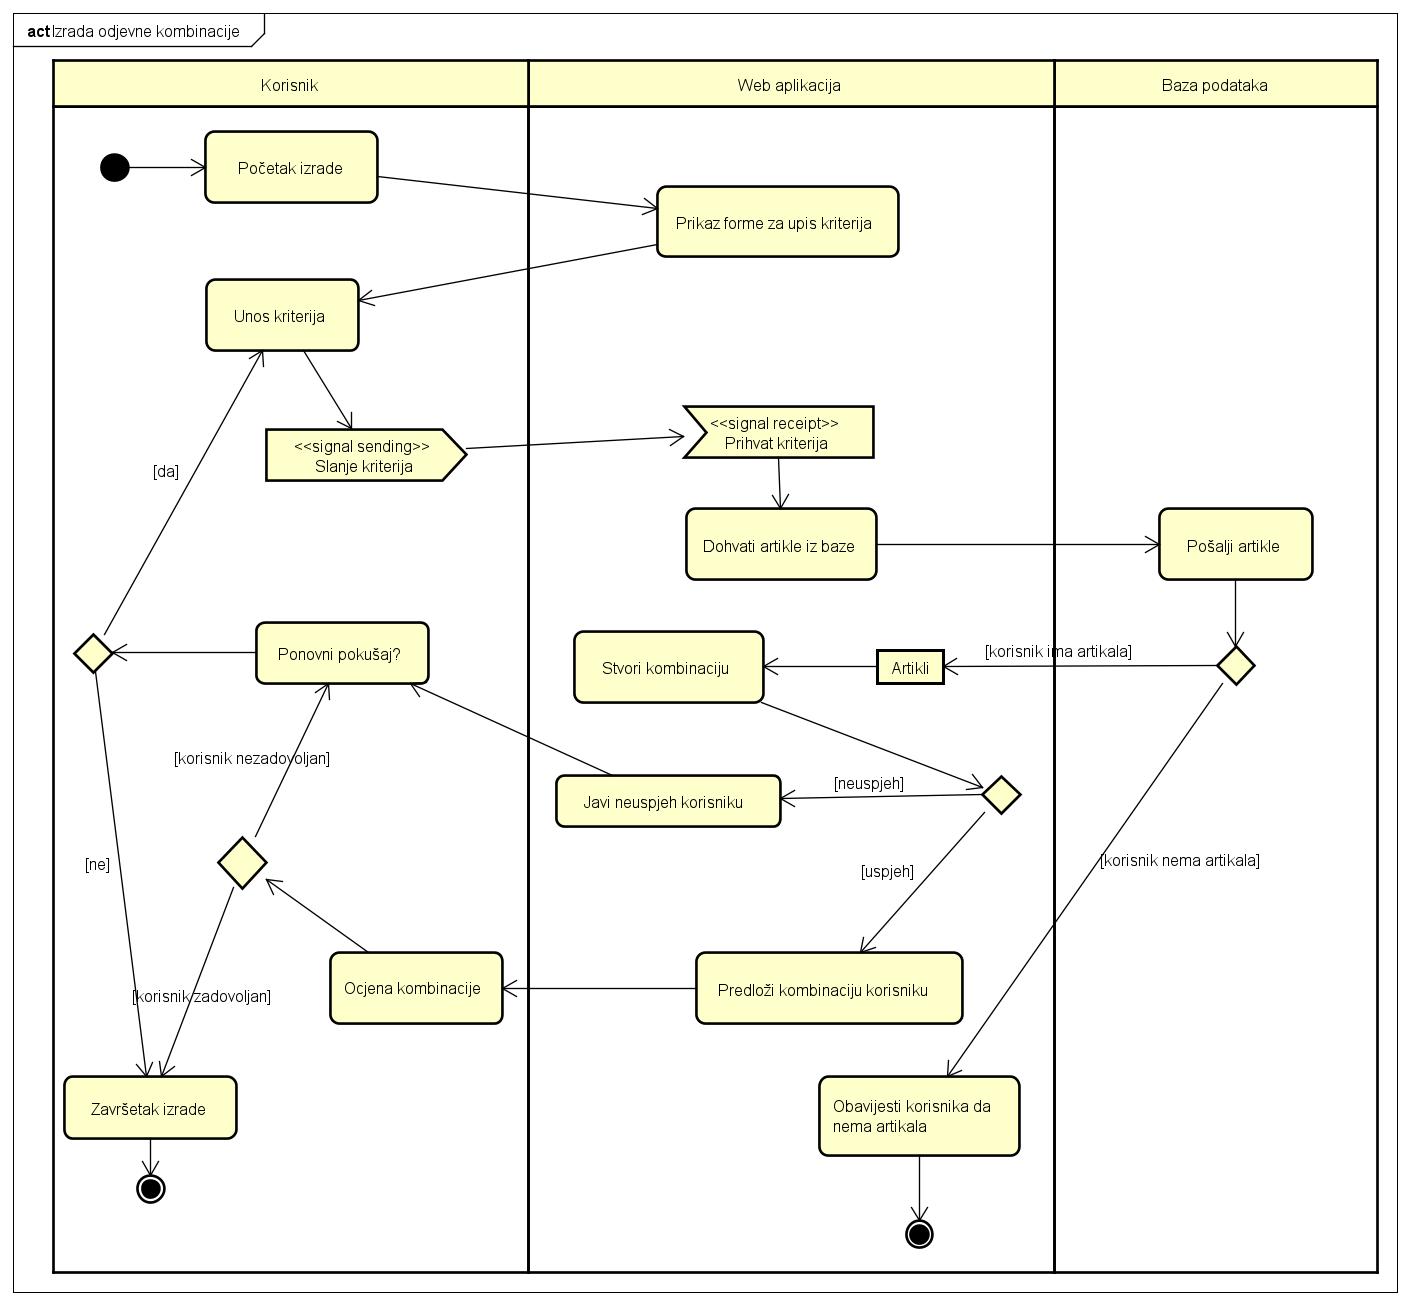 act Izrada odjevne kombinacije
Korisnik
Web aplikacija
Baza podataka
Početak izrade
Prikaz forme za upis kriterija
Unos kriterija
<<signal sending>>
Slanje kriterija
<<signal receipt>>
Prihvat kriterija
[da]
Dohvati artikle iz baze
Pošalji artikle
Ponovni pokušaj?
Stvori kombinaciju
Artikli
[korisnik ima artikala]
[korisnik nezadovoljan]
Javi neuspjeh korisniku
[neuspjeh]
[ne]
[uspjeh]
[korisnik nema artikala]
[korisnik zadovoljan]
Ocjena kombinacije
Predloži kombinaciju korisniku
Završetak izrade
Obavijesti korisnika da
nema artikala